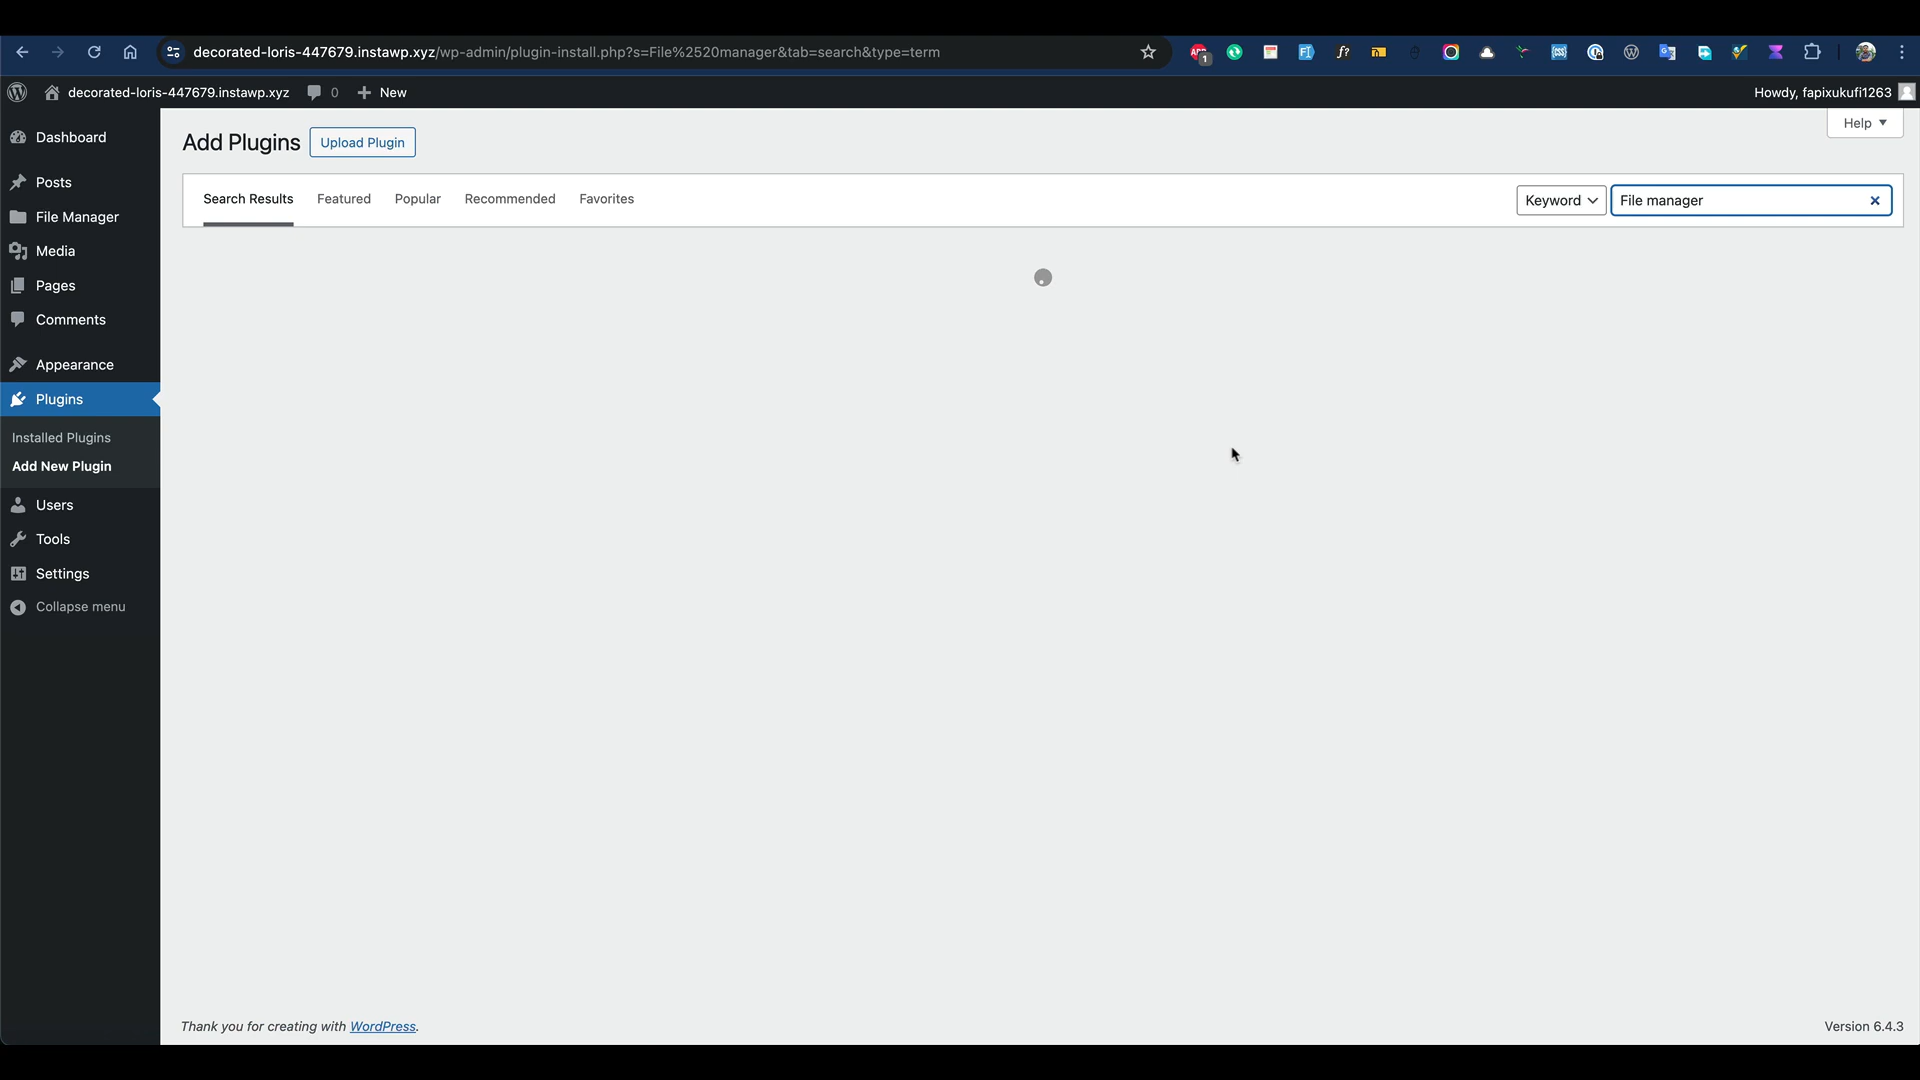 decorated-loris-447679.instawp.xyz/wp-admin/plugin-install.php?s=File%2520manager&tab=search&type=term
decorated-loris-447679.instawp.xyz 0 New Howdy, fapixukufi1263
Dashboard
Posts
File Manager
Media
Pages
Comments
Appearance
Plugins
Installed Plugins
Add New Plugin
Users
Tools
Settings
Collapse menu
Help
Add Plugins Upload Plugin
Search Results Featured Popular Recommended Favorites Keyword File manager
Thank you for creating with WordPress. Version 6.4.3